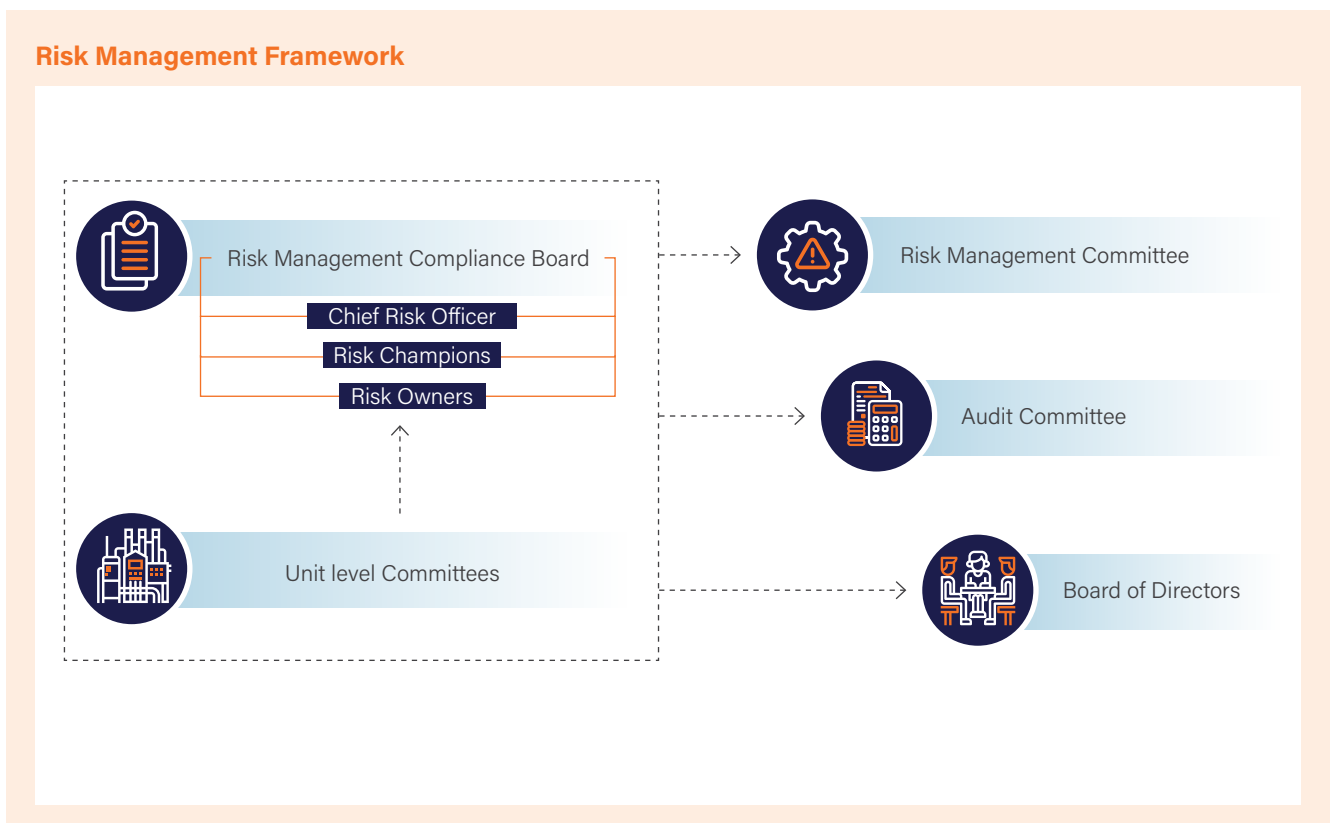 Risk Management Framework
Risk Management Compliance Board
Chief Risk Officer
Risk Champions
Risk Owners
Unit level Committees
Risk Management Committee
Audit Committee
Board of Directors